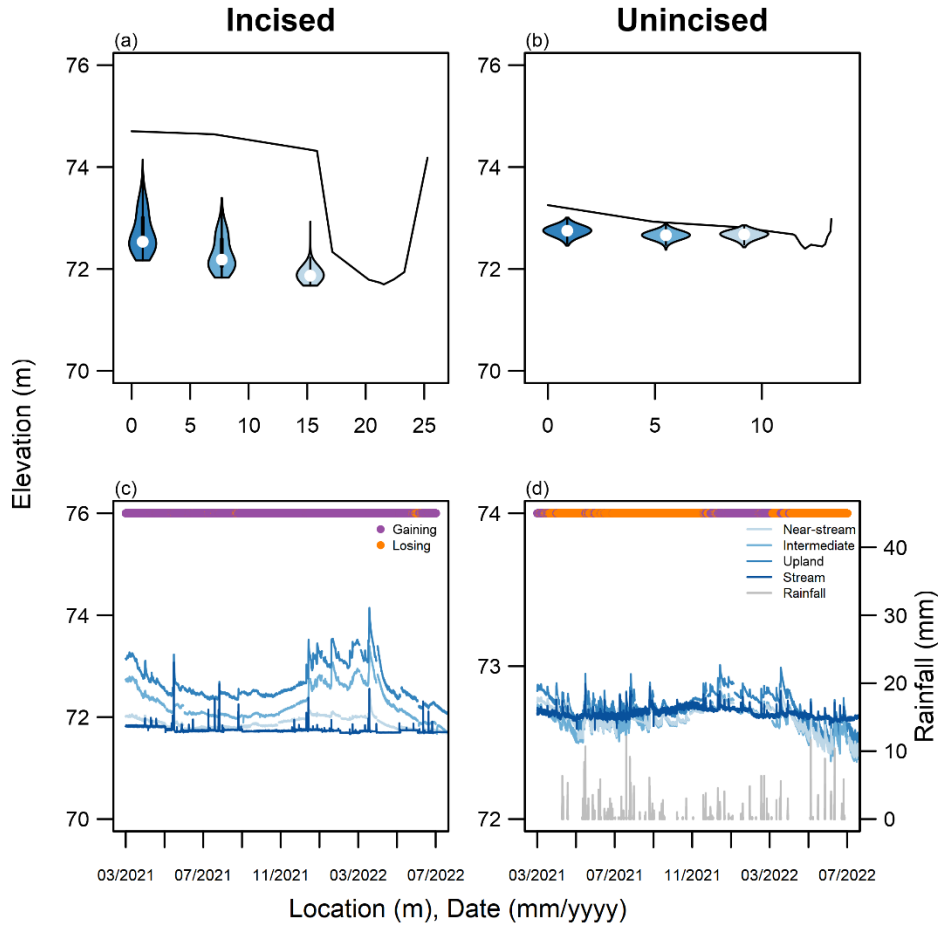 Incised
Unincised
(a)
(b)
76
74
72
70
76
74
72
70
0 5 10 15 20 25
0 5 10
Elevation (m)
(c)
(d)
76
74
72
70
Gaining
Losing
74
73
72
Near-stream
Intermediate
Upland
Stream
Rainfall
40
30
20
10
0
Rainfall (mm)
03/2021 07/2021 11/2021 03/2022 07/2022
03/2021 07/2021 11/2021 03/2022 07/2022
Location (m), Date (mm/yyyy)